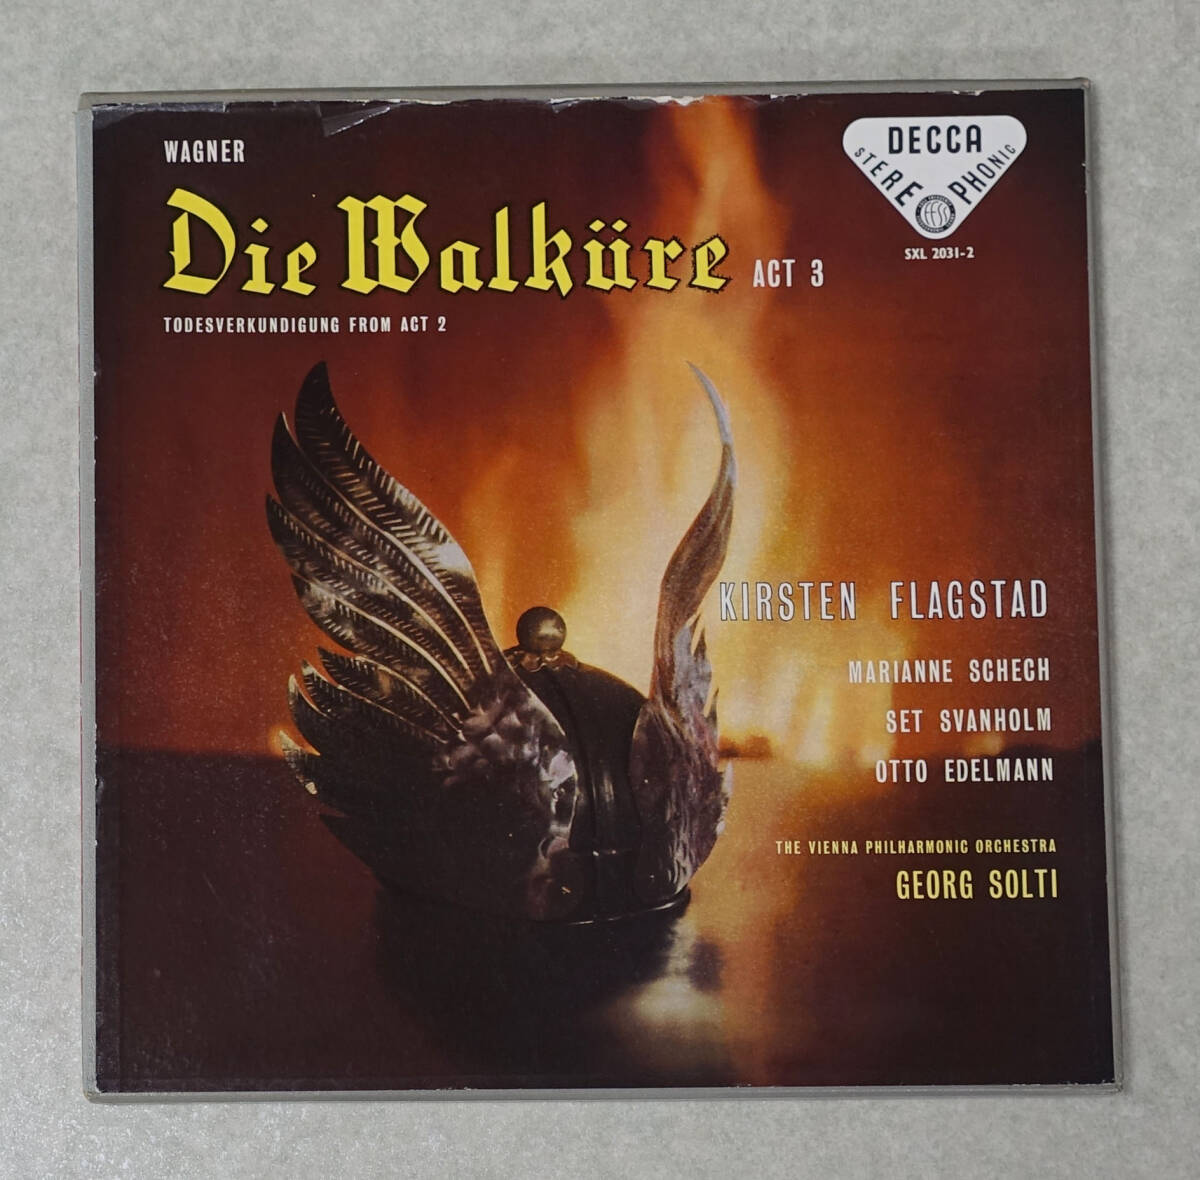 WAGNER
Die Walküre ACT 3
TODESVERKUNDIGUNG FROM ACT 2
DECCA
STEREOPHONIC
SXL 2031-2
KIRSTEN FLAGSTAD
MARIANNE SCHECH
SET SVANHOLM
OTTO EDELMANN
THE VIENNA PHILHARMONIC ORCHESTRA
GEORG SOLTI